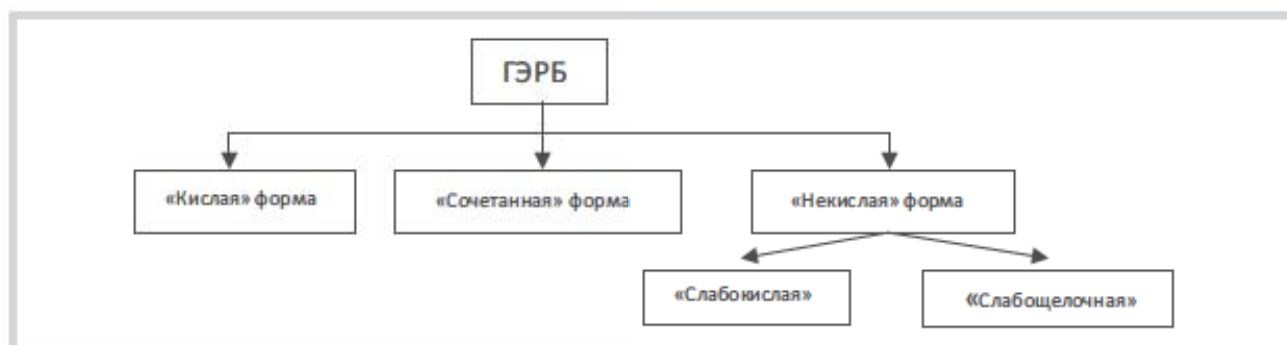 ГЭРБ
«Кислая» форма
«Сочетанная» форма
«Некислая» форма
«Слабокислая»
«Слабощелочная»